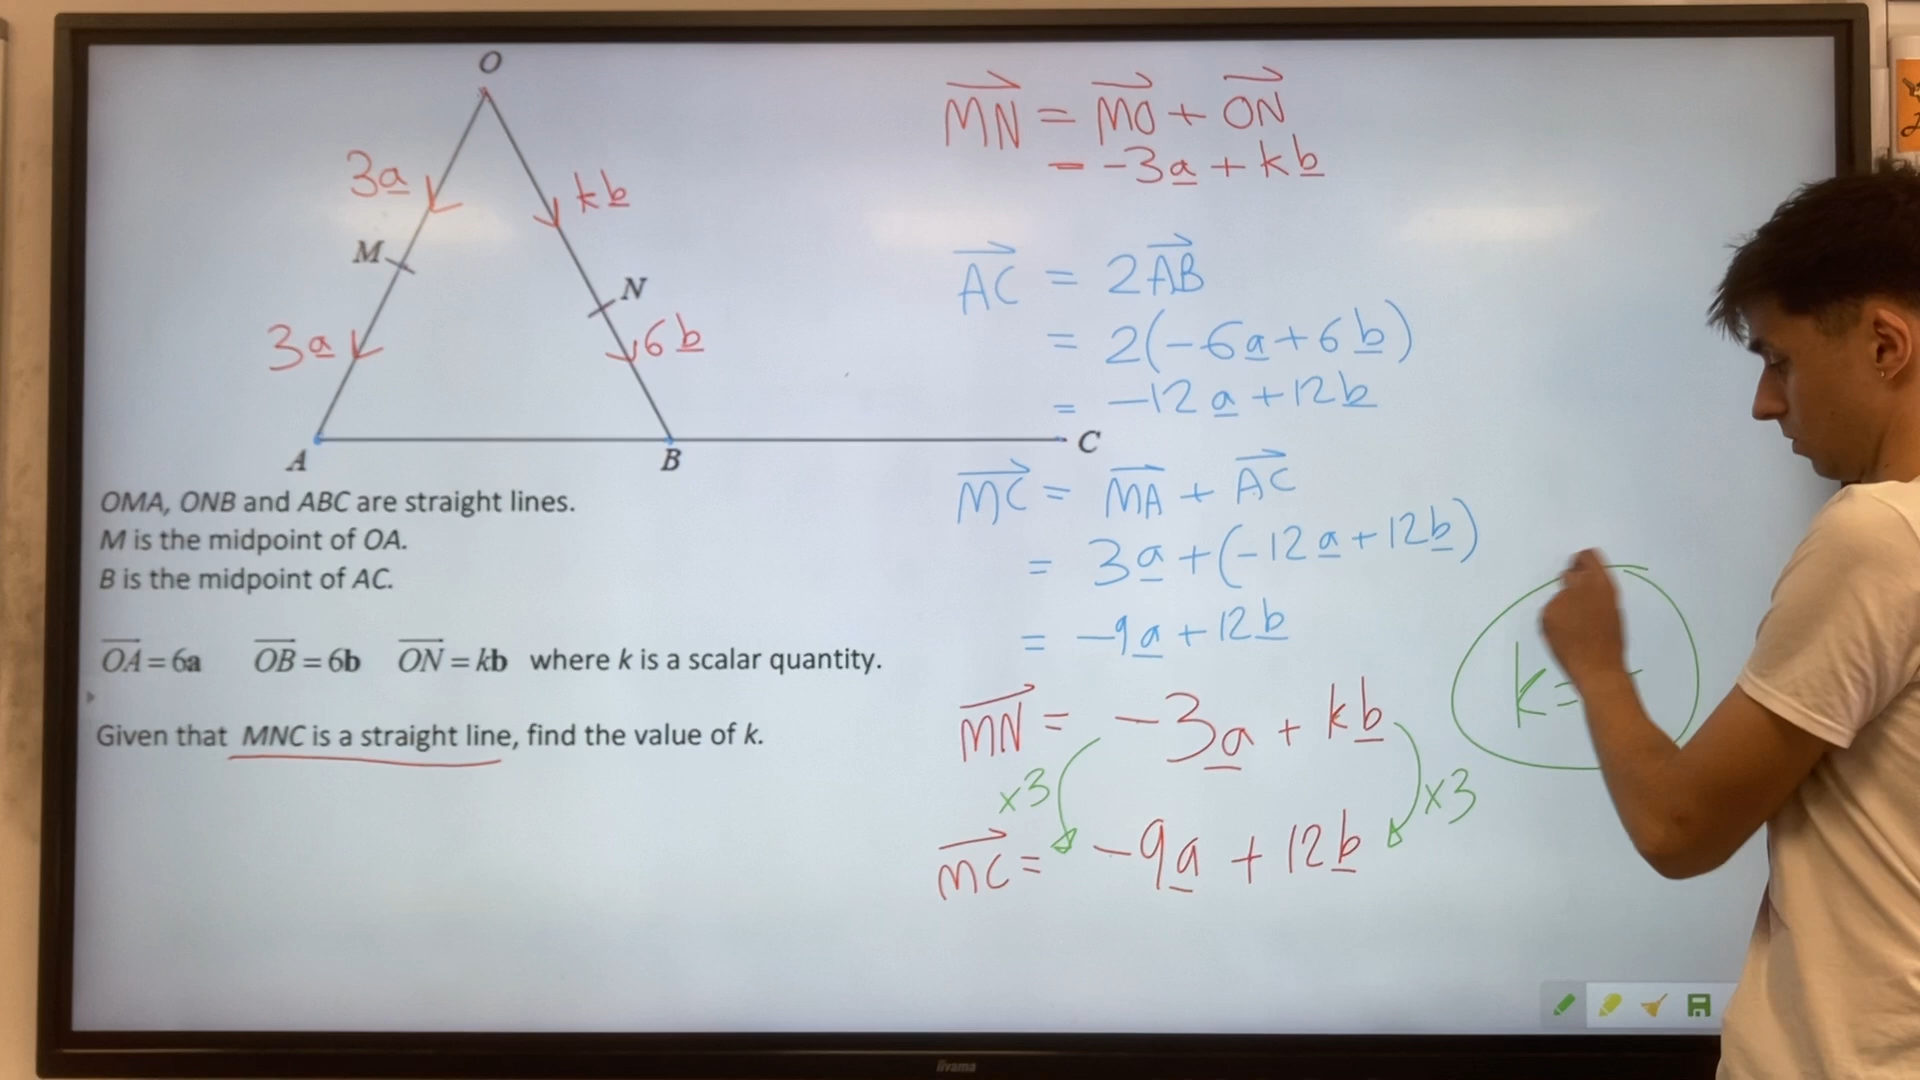 O
3a
kb
M
N
3a
6b
A
B
C
OMA, ONB and ABC are straight lines.
M is the midpoint of OA.
B is the midpoint of AC.
OA = 6a OB = 6b ON = kb where k is a scalar quantity.
Given that MNC is a straight line, find the value of k.
MN = MO + ON
= -3a + kb
AC = 2AB
= 2(-6a + 6b)
= -12a + 12b
MC = MA + AC
= 3a + (-12a + 12b)
= -9a + 12b
MN = -3a + kb
x3
x3
MC = -9a + 12b
k =
iiyama